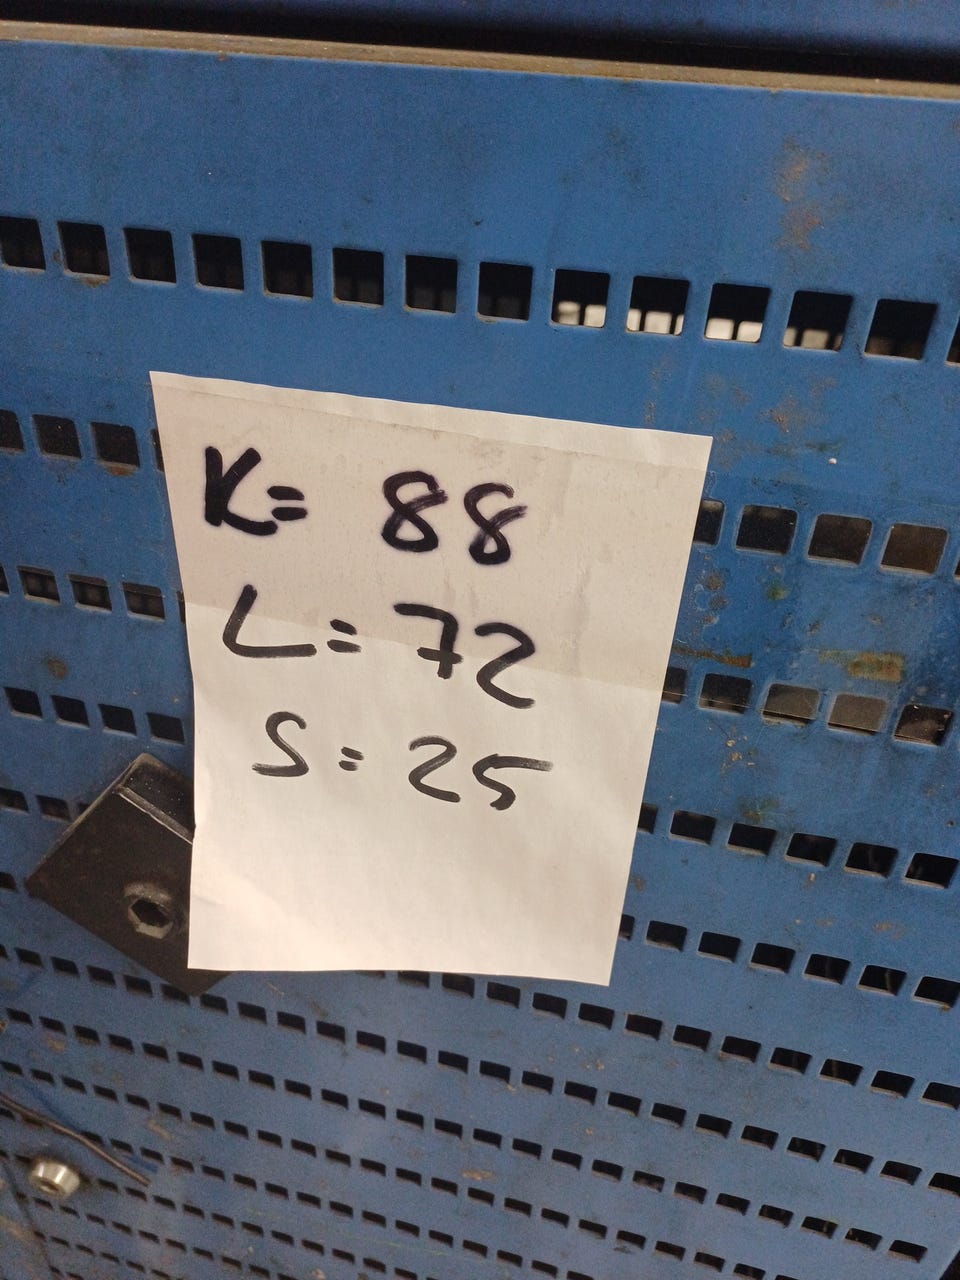 K= 88
L= 72
S= 25